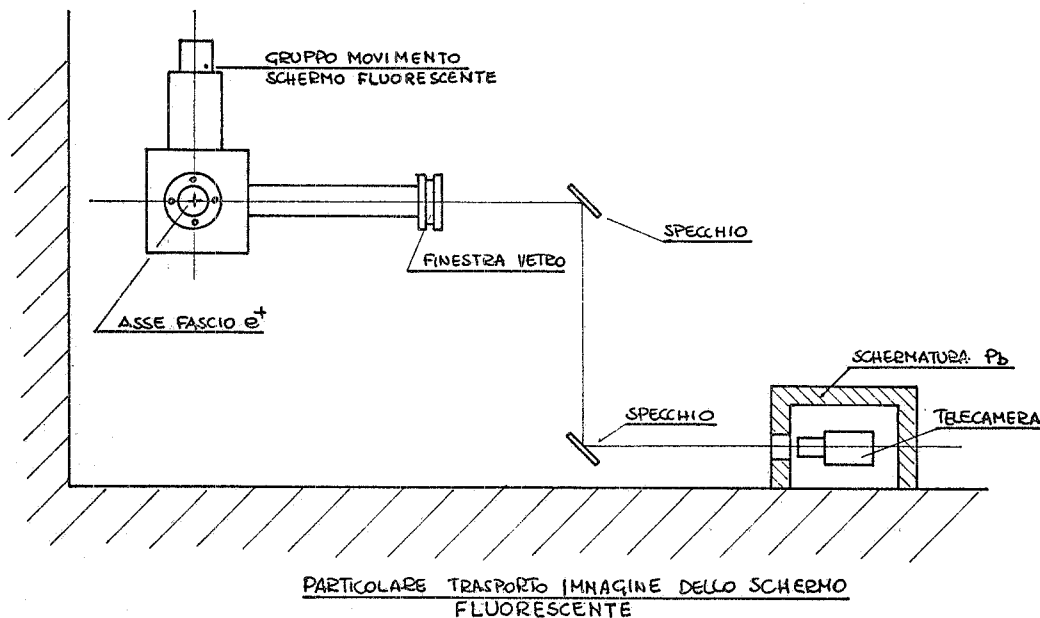 GRUPPO MOVIMENTO
SCHERMO FLUORESCENTE
SPECCHIO
FINESTRA VETRO
ASSE FASCIO e+
SCHERMATURA Pb
SPECCHIO
TELECAMERA
PARTICOLARE TRASPORTO IMMAGINE DELLO SCHERMO
FLUORESCENTE